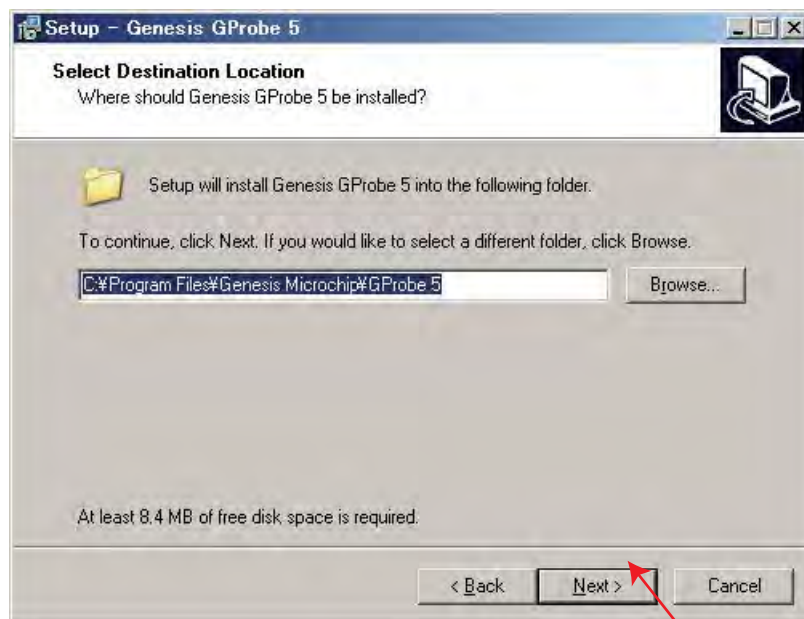 Setup - Genesis GProbe 5
Select Destination Location
Where should Genesis GProbe 5 be installed?
Setup will install Genesis GProbe 5 into the following folder.
To continue, click Next. If you would like to select a different folder, click Browse.
C:¥Program Files¥Genesis Microchip¥GProbe 5
Browse...
At least 8.4 MB of free disk space is required.
< Back
Next >
Cancel